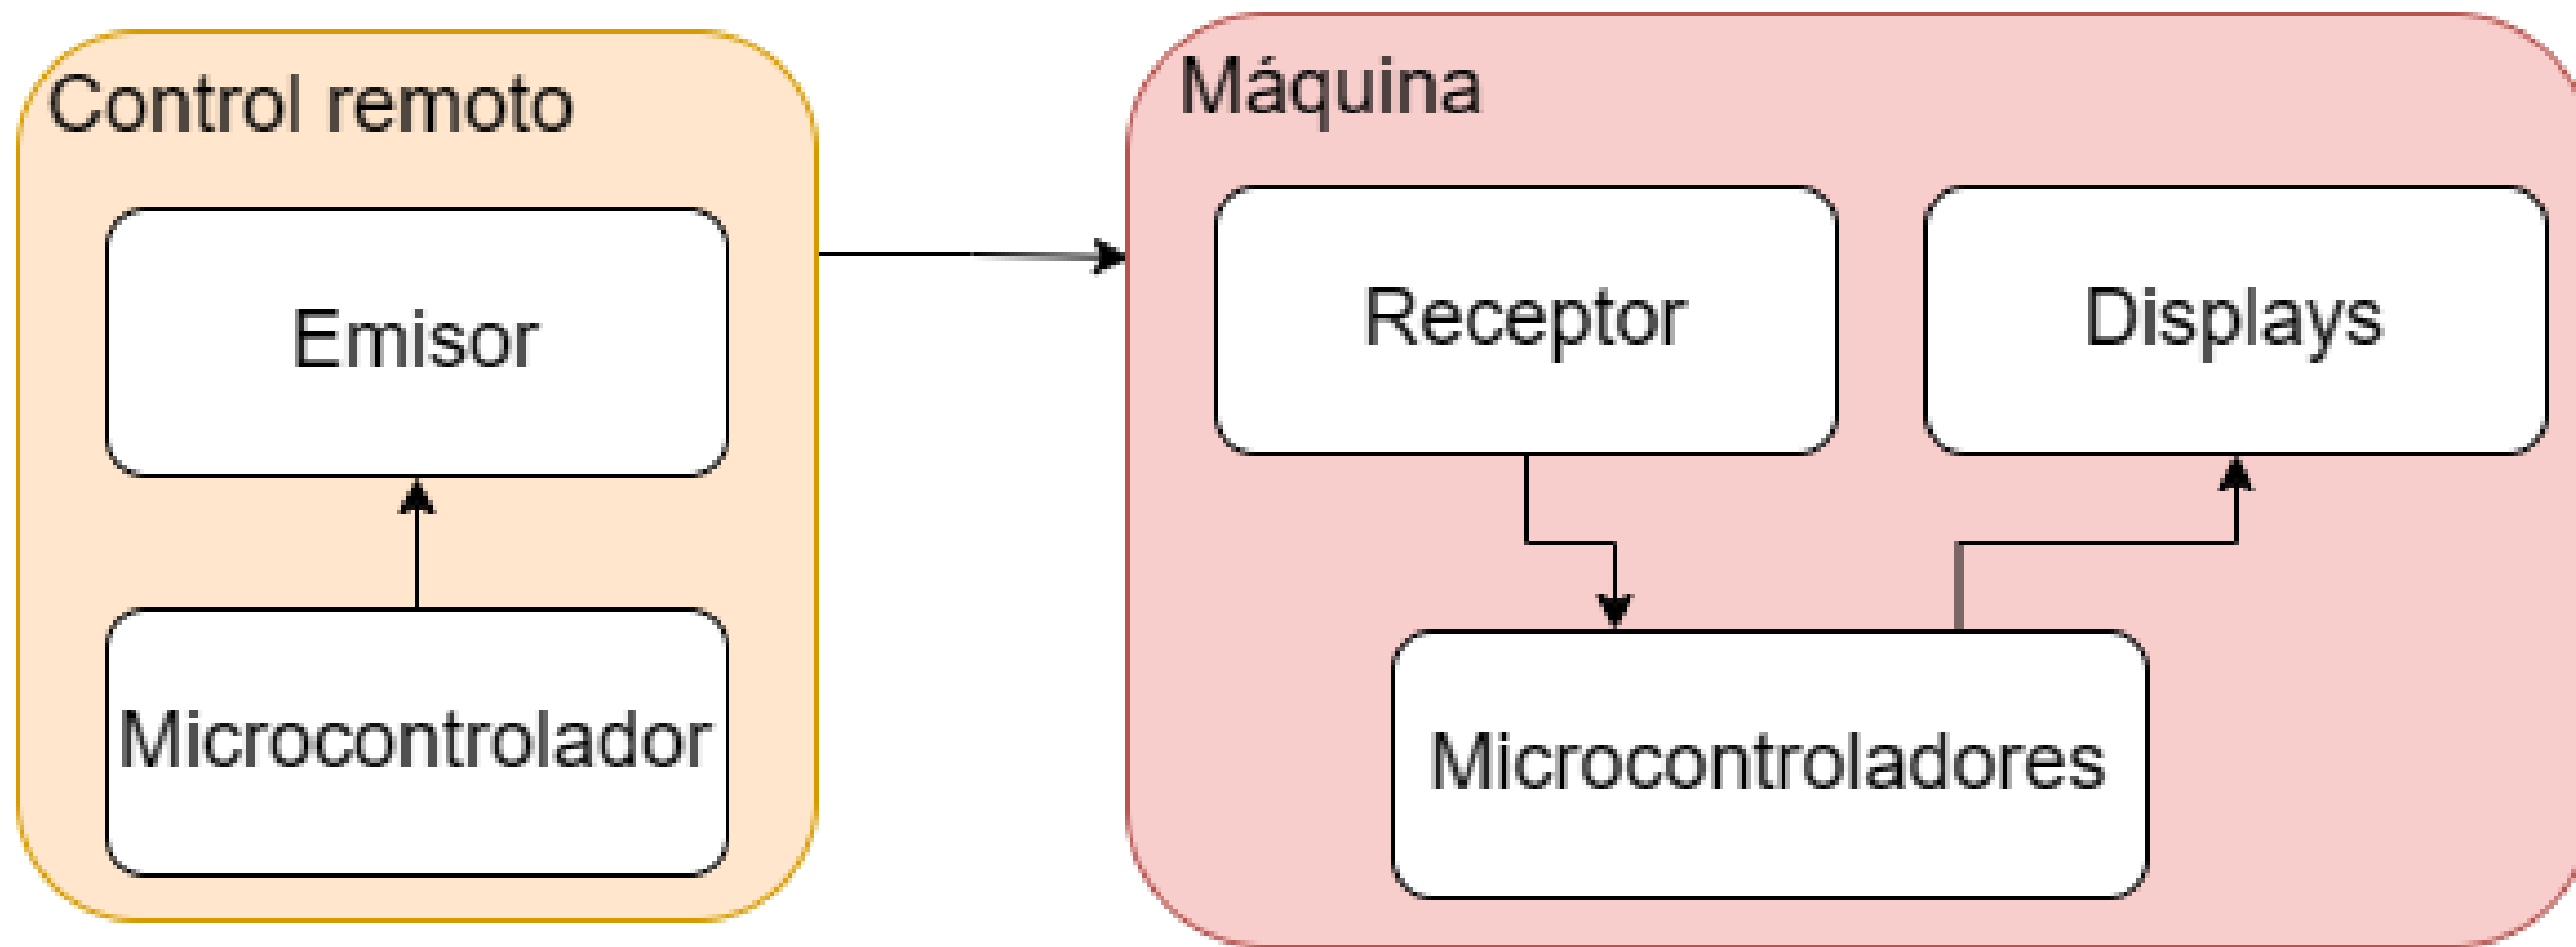 Control remoto
Emisor
Microcontrolador
Máquina
Receptor
Displays
Microcontroladores